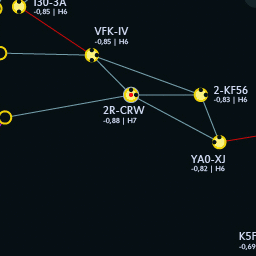 I30-3A
-0,85 | H6
VFK-IV
-0,85 | H6
2-KF56
-0,83 | H6
2R-CRW
-0,88 | H7
YA0-XJ
-0,82 | H6
K5F
-0,69